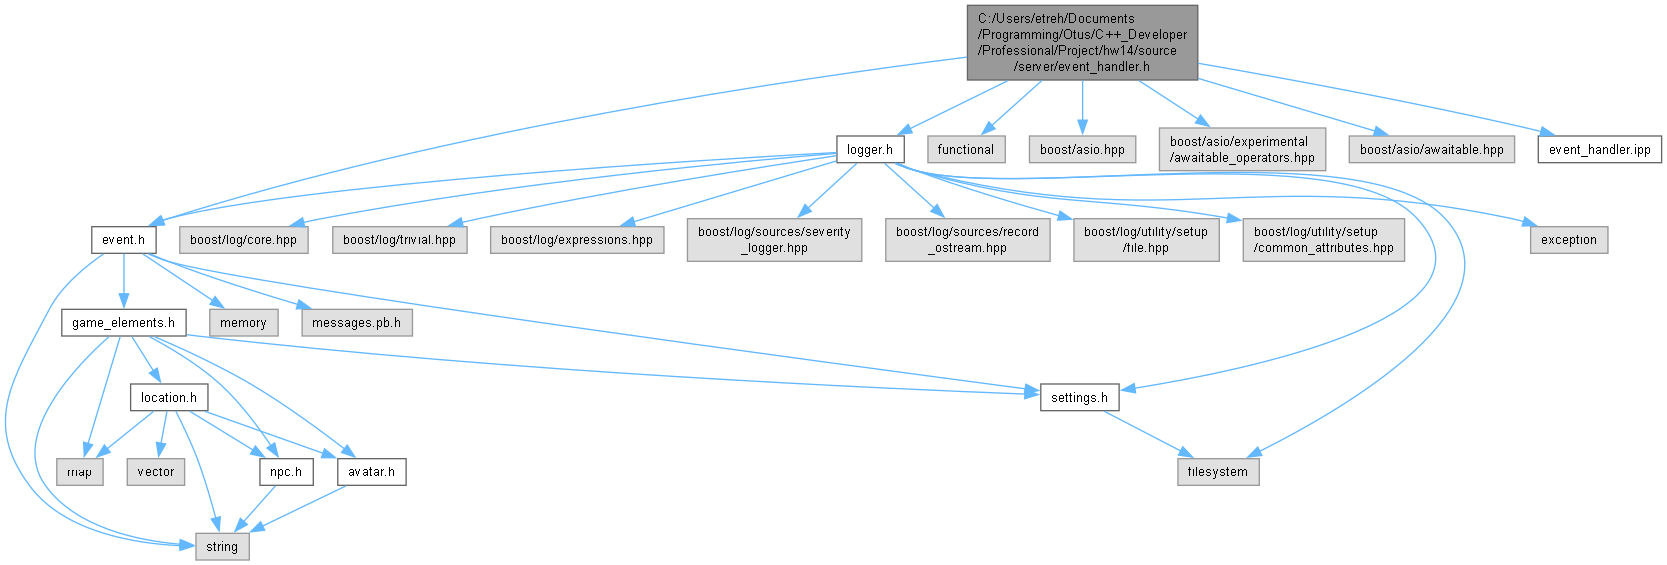 C:/Users/etreh/Documents
/Programming/Otus/C++_Developer
/Professional/Project/hw14/source
/server/event_handler.h
logger.h
functional
boost/asio.hpp
boost/asio/experimental
/awaitable_operators.hpp
boost/asio/awaitable.hpp
event_handler.ipp
event.h
boost/log/core.hpp
boost/log/trivial.hpp
boost/log/expressions.hpp
boost/log/sources/severity
_logger.hpp
boost/log/sources/record
_ostream.hpp
boost/log/utility/setup
/file.hpp
boost/log/utility/setup
/common_attributes.hpp
exception
game_elements.h
memory
messages.pb.h
location.h
settings.h
map
vector
npc.h
avatar.h
filesystem
string